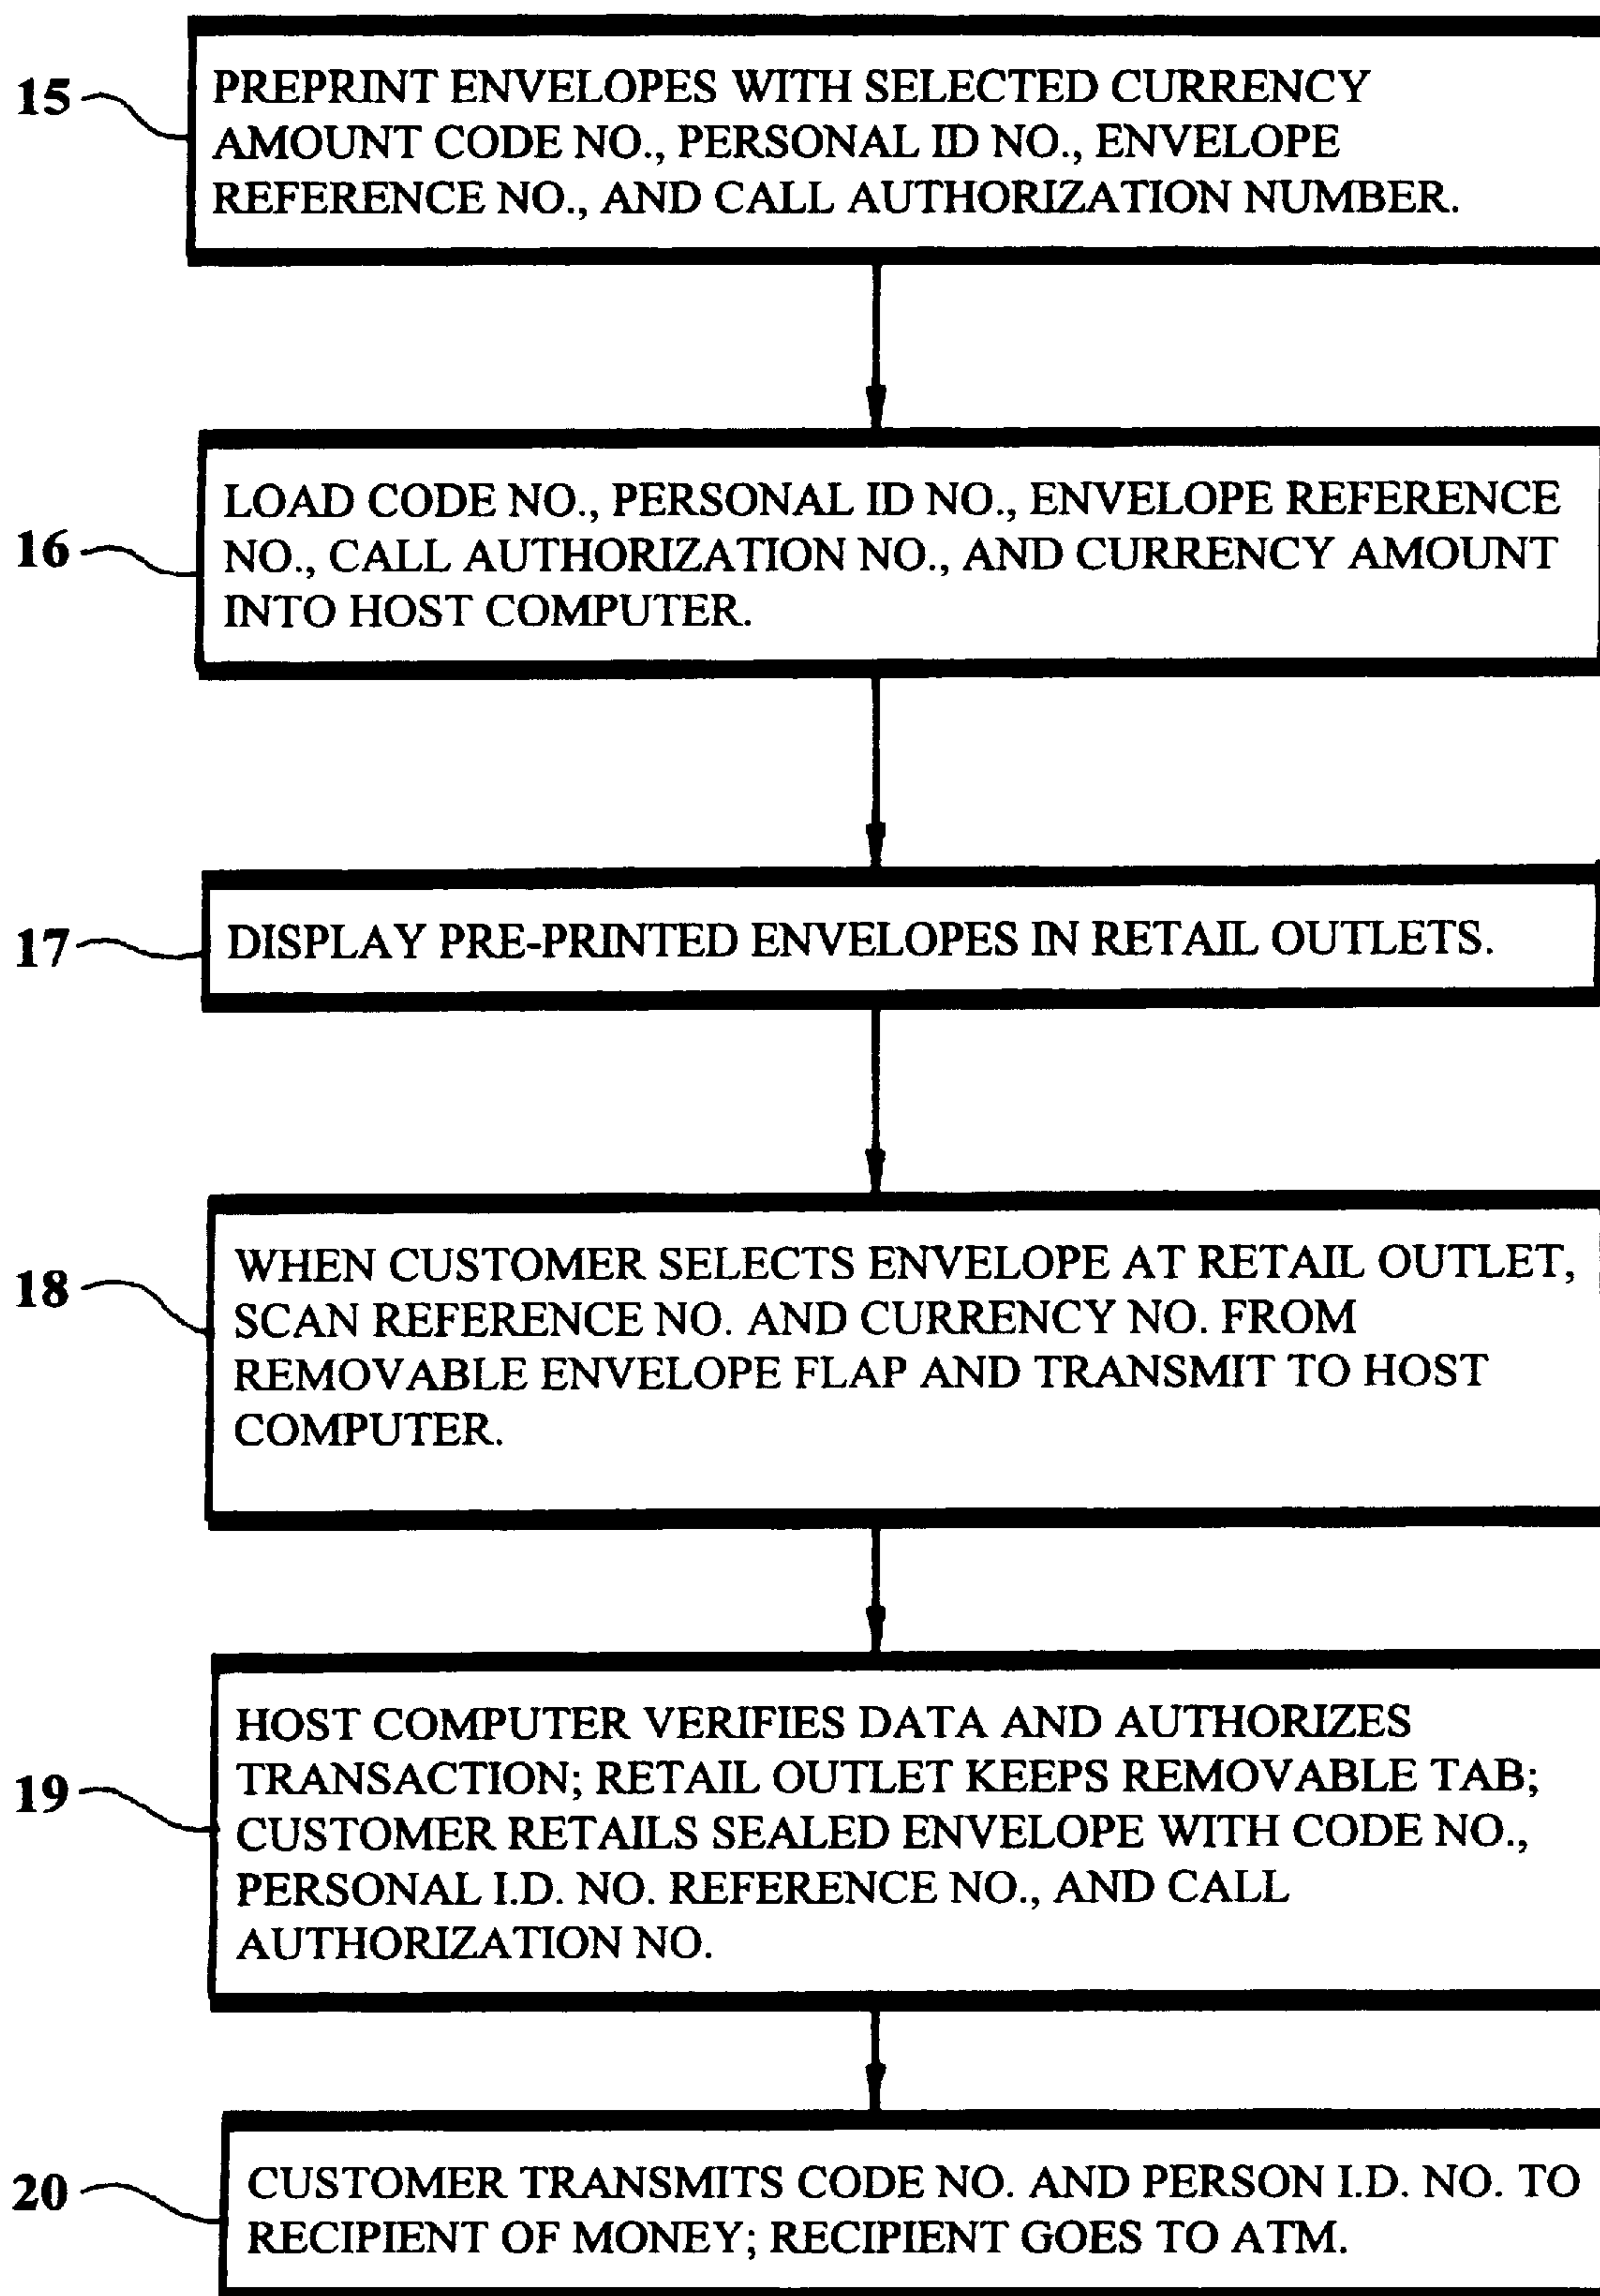 15
PREPRINT ENVELOPES WITH SELECTED CURRENCY
AMOUNT CODE NO., PERSONAL ID NO., ENVELOPE
REFERENCE NO., AND CALL AUTHORIZATION NUMBER.
16
LOAD CODE NO., PERSONAL ID NO., ENVELOPE REFERENCE
NO., CALL AUTHORIZATION NO., AND CURRENCY AMOUNT
INTO HOST COMPUTER.
17
DISPLAY PRE-PRINTED ENVELOPES IN RETAIL OUTLETS.
18
WHEN CUSTOMER SELECTS ENVELOPE AT RETAIL OUTLET,
SCAN REFERENCE NO. AND CURRENCY NO. FROM
REMOVABLE ENVELOPE FLAP AND TRANSMIT TO HOST
COMPUTER.
19
HOST COMPUTER VERIFIES DATA AND AUTHORIZES
TRANSACTION; RETAIL OUTLET KEEPS REMOVABLE TAB;
CUSTOMER RETAILS SEALED ENVELOPE WITH CODE NO.,
PERSONAL I.D. NO. REFERENCE NO., AND CALL
AUTHORIZATION NO.
20
CUSTOMER TRANSMITS CODE NO. AND PERSON I.D. NO. TO
RECIPIENT OF MONEY; RECIPIENT GOES TO ATM.